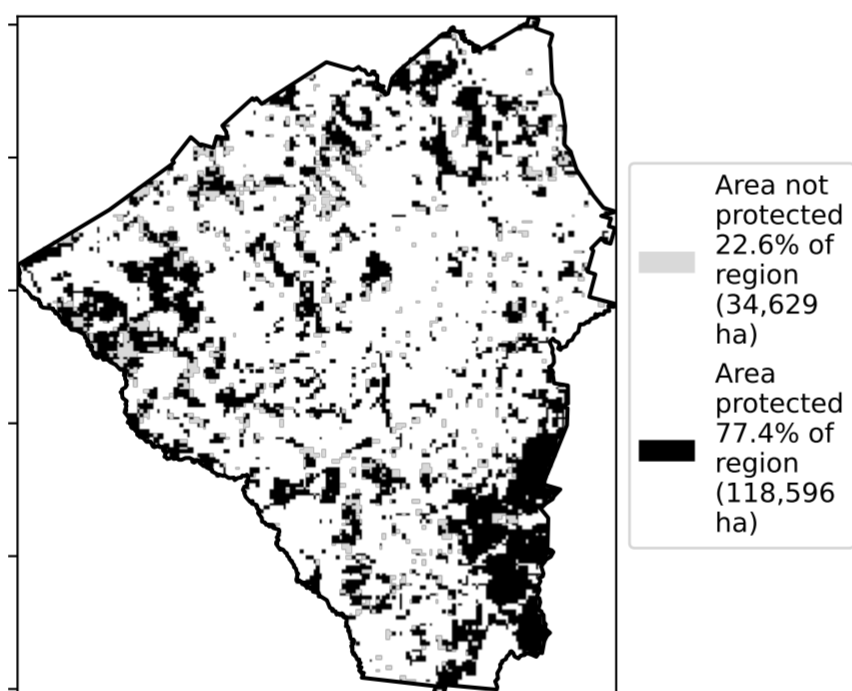 Area not
protected
22.6% of
region
(34,629
ha)
Area
protected
77.4% of
region
(118,596
ha)